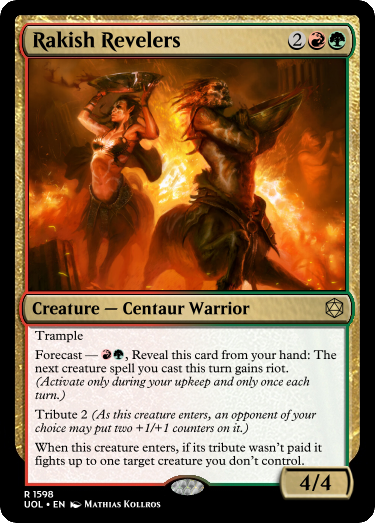 Rakish Revelers 2
Creature — Centaur Warrior
Trample
Forecast — , Reveal this card from your hand: The
next creature spell you cast this turn gains riot.
(Activate only during your upkeep and only once each
turn.)
Tribute 2 (As this creature enters, an opponent of your
choice may put two +1/+1 counters on it.)
When this creature enters, if its tribute wasn't paid it
fights up to one target creature you don't control.
4/4
R 1598
UOL • EN Mathias Kollros